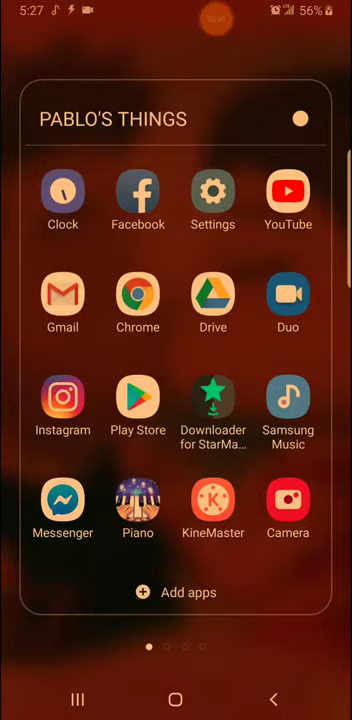 5:27
56%
PABLO'S THINGS
Clock Facebook Settings YouTube
Gmail Chrome Drive Duo
Instagram Play Store Downloader for StarMa... Samsung Music
Messenger Piano KineMaster Camera
Add apps